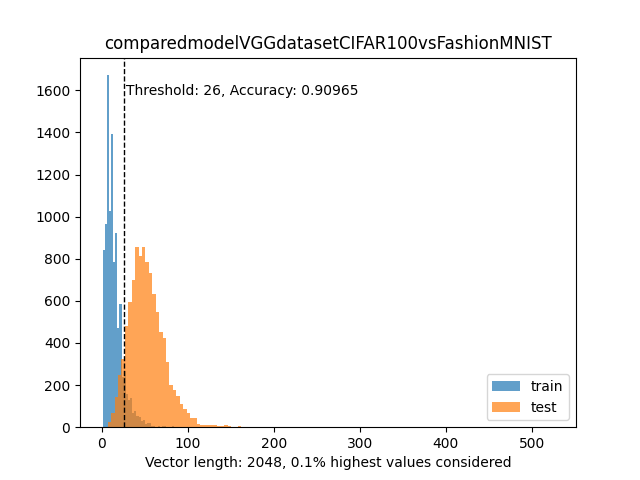 comparedmodelVGGdatasetCIFAR100vsFashionMNIST
1600
Threshold: 26, Accuracy: 0.90965
1400
1200
1000
800
600
400
200
0
train
test
0 100 200 300 400 500
Vector length: 2048, 0.1% highest values considered